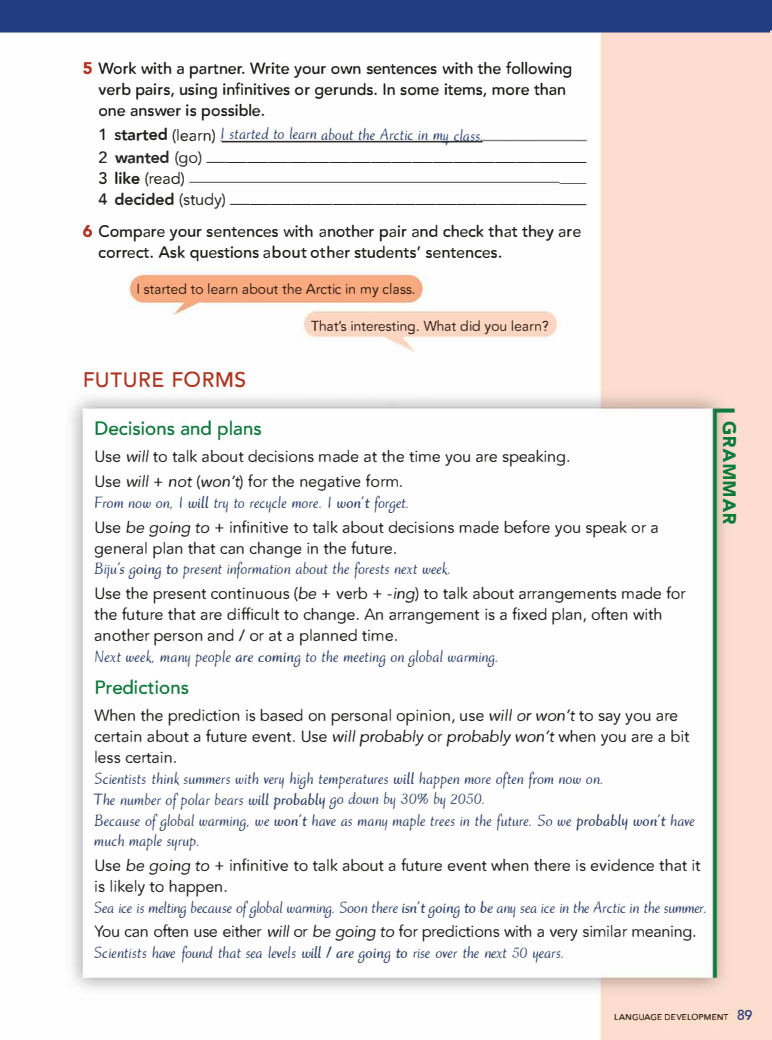 5 Work with a partner. Write your own sentences with the following
verb pairs, using infinitives or gerunds. In some items, more than
one answer is possible.
1 started (learn) I started to learn about the Arctic in my class.
2 wanted (go)
3 like (read)
4 decided (study)
6 Compare your sentences with another pair and check that they are
correct. Ask questions about other students' sentences.
I started to learn about the Arctic in my class.
That's interesting. What did you learn?
FUTURE FORMS
GRAMMAR
Decisions and plans
Use will to talk about decisions made at the time you are speaking.
Use will + not (won't) for the negative form.
From now on, I will try to recycle more. I won't forget.
Use be going to + infinitive to talk about decisions made before you speak or a
general plan that can change in the future.
Biju's going to present information about the forests next week.
Use the present continuous (be + verb + -ing) to talk about arrangements made for
the future that are difficult to change. An arrangement is a fixed plan, often with
another person and / or at a planned time.
Next week, many people are coming to the meeting on global warming.
Predictions
When the prediction is based on personal opinion, use will or won't to say you are
certain about a future event. Use will probably or probably won't when you are a bit
less certain.
Scientists think summers with very high temperatures will happen more often from now on.
The number of polar bears will probably go down by 30% by 2050.
Because of global warming, we won't have as many maple trees in the future. So we probably won't have
much maple syrup.
Use be going to + infinitive to talk about a future event when there is evidence that it
is likely to happen.
Sea ice is melting because of global warming. Soon there isn't going to be any sea ice in the Arctic in the summer.
You can often use either will or be going to for predictions with a very similar meaning.
Scientists have found that sea levels will / are going to rise over the next 50 years.
LANGUAGE DEVELOPMENT 89